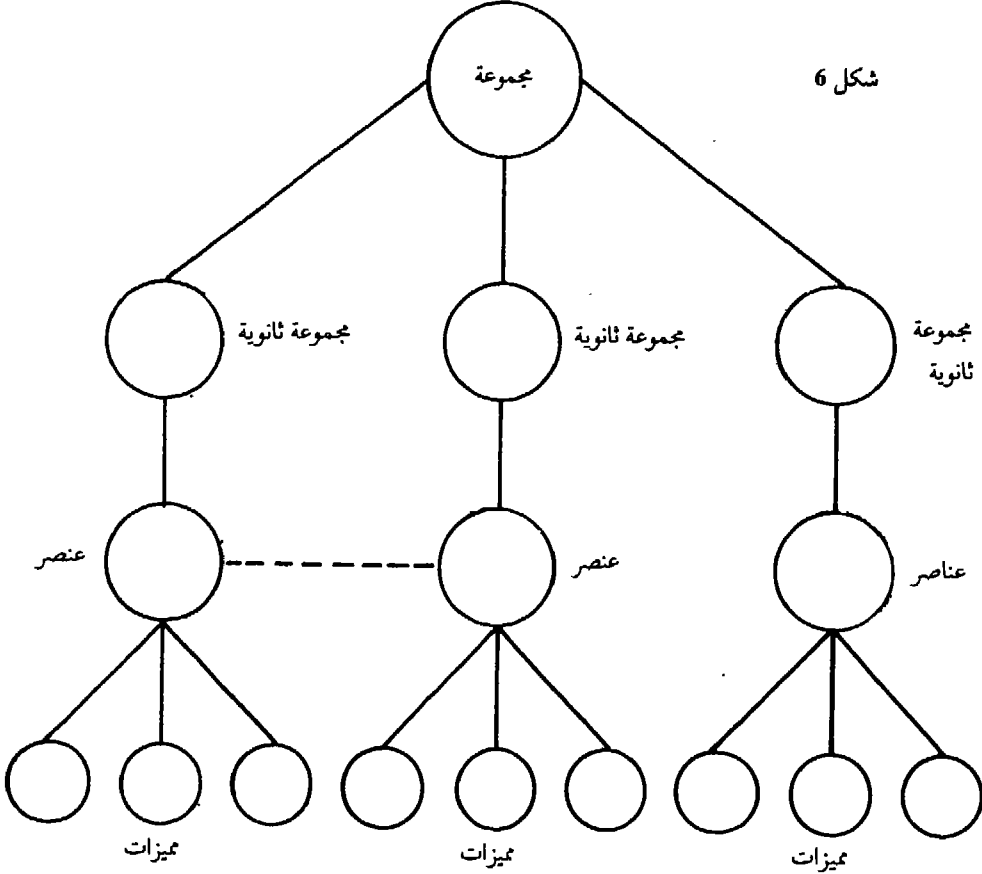 شكل 6
مجموعة
مجموعة
ثانوية
مجموعة ثانوية
مجموعة ثانوية
عناصر
عنصر
عنصر
مميزات
مميزات
مميزات